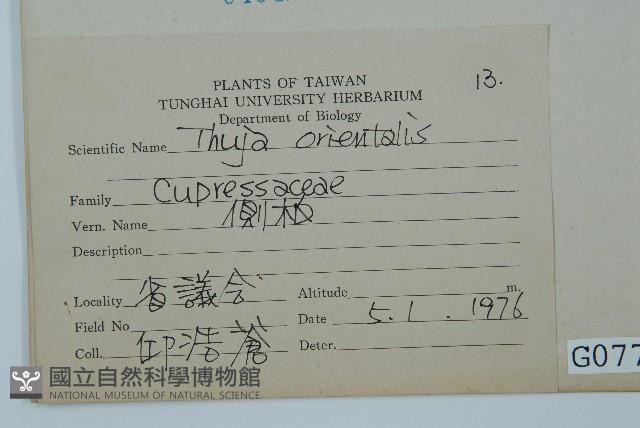 13.
PLANTS OF TAIWAN
TUNGHAI UNIVERSITY HERBARIUM
Department of Biology
Scientific Name Thuja orientalis
Family Cupressaceae
Vern. Name 側柏
Description
Locality 省議会
Altitude m.
Field No
Date 5. 1. 1976
Coll. 浩蒼
Deter.
G077
國立自然科學博物館
NATIONAL MUSEUM OF NATURAL SCIENCE